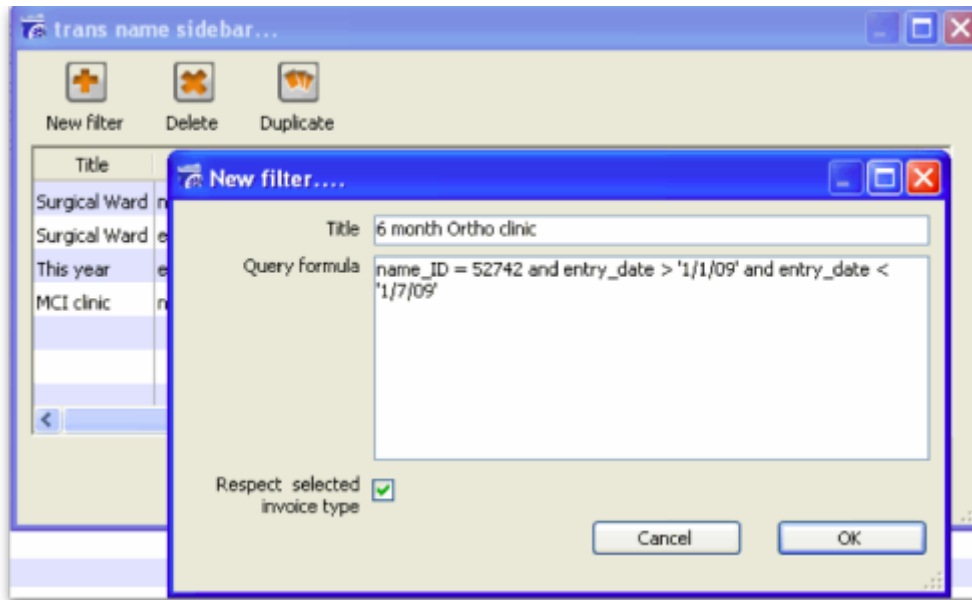 trans name sidebar...
New filter Delete Duplicate
Title
Surgical Ward n
Surgical Ward e
This year e
MCI clinic n
New filter....
Title 6 month Ortho clinic
Query formula name_ID = 52742 and entry_date > '1/1/09' and entry_date <
'1/7/09'
Respect selected
invoice type
Cancel OK